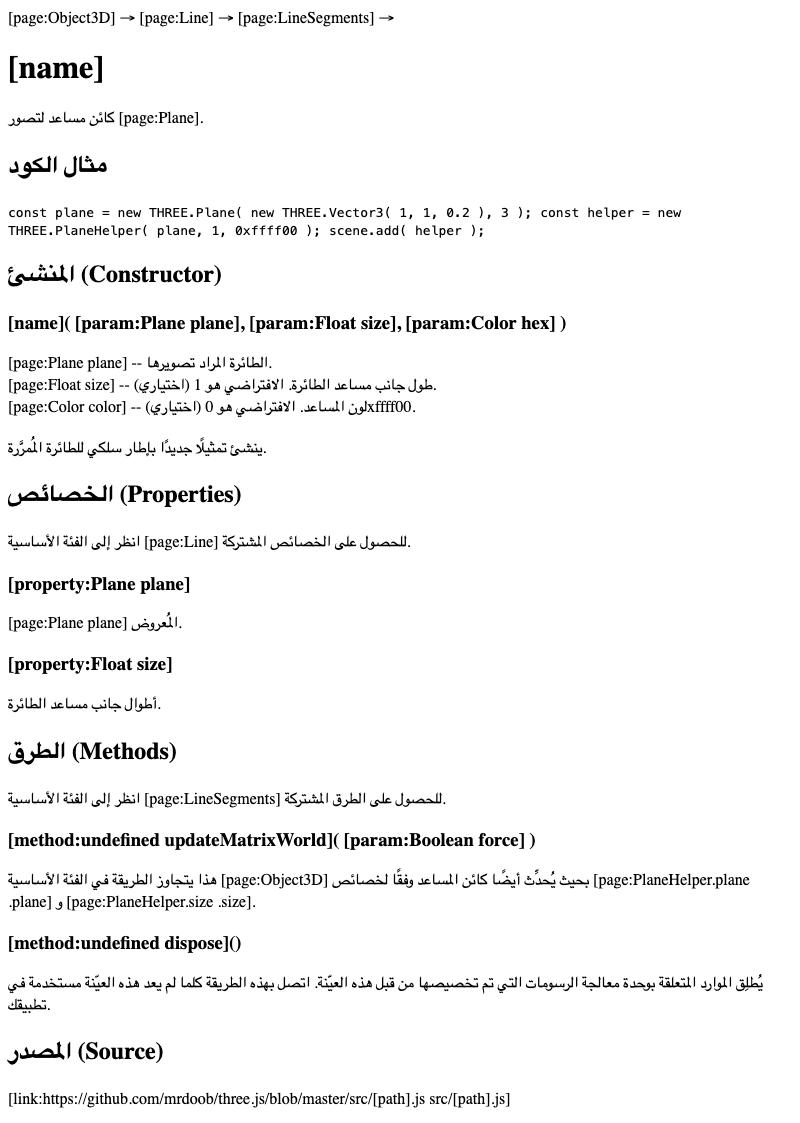 [page:Object3D] → [page:Line] → [page:LineSegments] →
[name]
كائن مساعد لتصور [page:Plane].
مثال الكود
const plane = new THREE.Plane( new THREE.Vector3( 1, 1, 0.2 ), 3 ); const helper = new
THREE.PlaneHelper( plane, 1, 0xffff00 ); scene.add( helper );
المنشئ (Constructor)
[name]( [param:Plane plane], [param:Float size], [param:Color hex] )
[page:Plane plane] -- الطائرة المراد تصويرها.
[page:Float size] -- (اختياري) طول جانب مساعد الطائرة. الافتراضي هو 1.
[page:Color color] -- (اختياري) لون المساعد. الافتراضي هو 0xffff00.
ينشئ تمثيلًا جديدًا بإطار سلكي للطائرة المُمرَّرة.
الخصائص (Properties)
انظر إلى الفئة الأساسية [page:Line] للحصول على الخصائص المشتركة.
[property:Plane plane]
[page:Plane plane] المُعروض.
[property:Float size]
أطوال جانب مساعد الطائرة.
الطرق (Methods)
انظر إلى الفئة الأساسية [page:LineSegments] للحصول على الطرق المشتركة.
[method:undefined updateMatrixWorld]( [param:Boolean force] )
هذا يتجاوز الطريقة في الفئة الأساسية [page:Object3D] بحيث يُحدِّث أيضًا كائن المساعد وفقًا لخصائص [page:PlaneHelper.plane
.plane] و [page:PlaneHelper.size .size].
[method:undefined dispose]()
يُطلِق الموارد المتعلقة بوحدة معالجة الرسومات التي تم تخصيصها من قبل هذه العيّنة. اتصل بهذه الطريقة كلما لم يعد هذه العيّنة مستخدمة في
تطبيقك.
المصدر (Source)
[link:https://github.com/mrdoob/three.js/blob/master/src/[path].js src/[path].js]